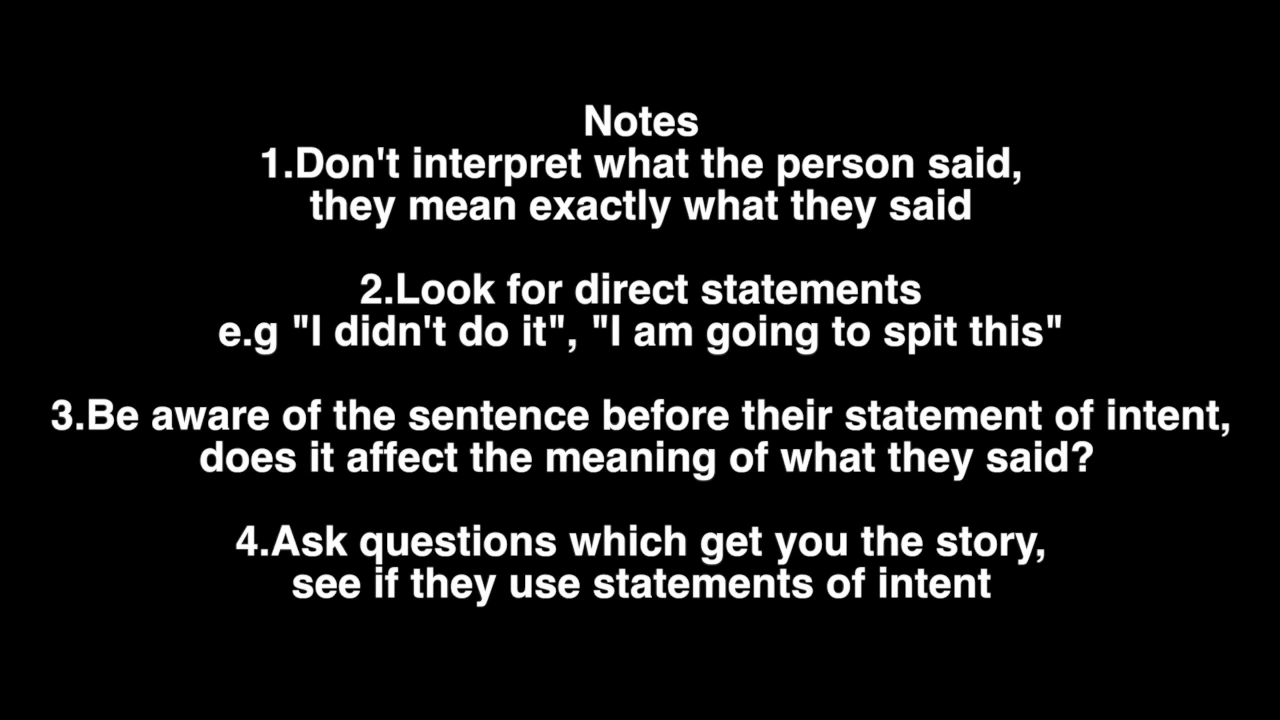 Notes
1.Don't interpret what the person said,
they mean exactly what they said
2.Look for direct statements
e.g "I didn't do it", "I am going to spit this"
3.Be aware of the sentence before their statement of intent,
does it affect the meaning of what they said?
4.Ask questions which get you the story,
see if they use statements of intent